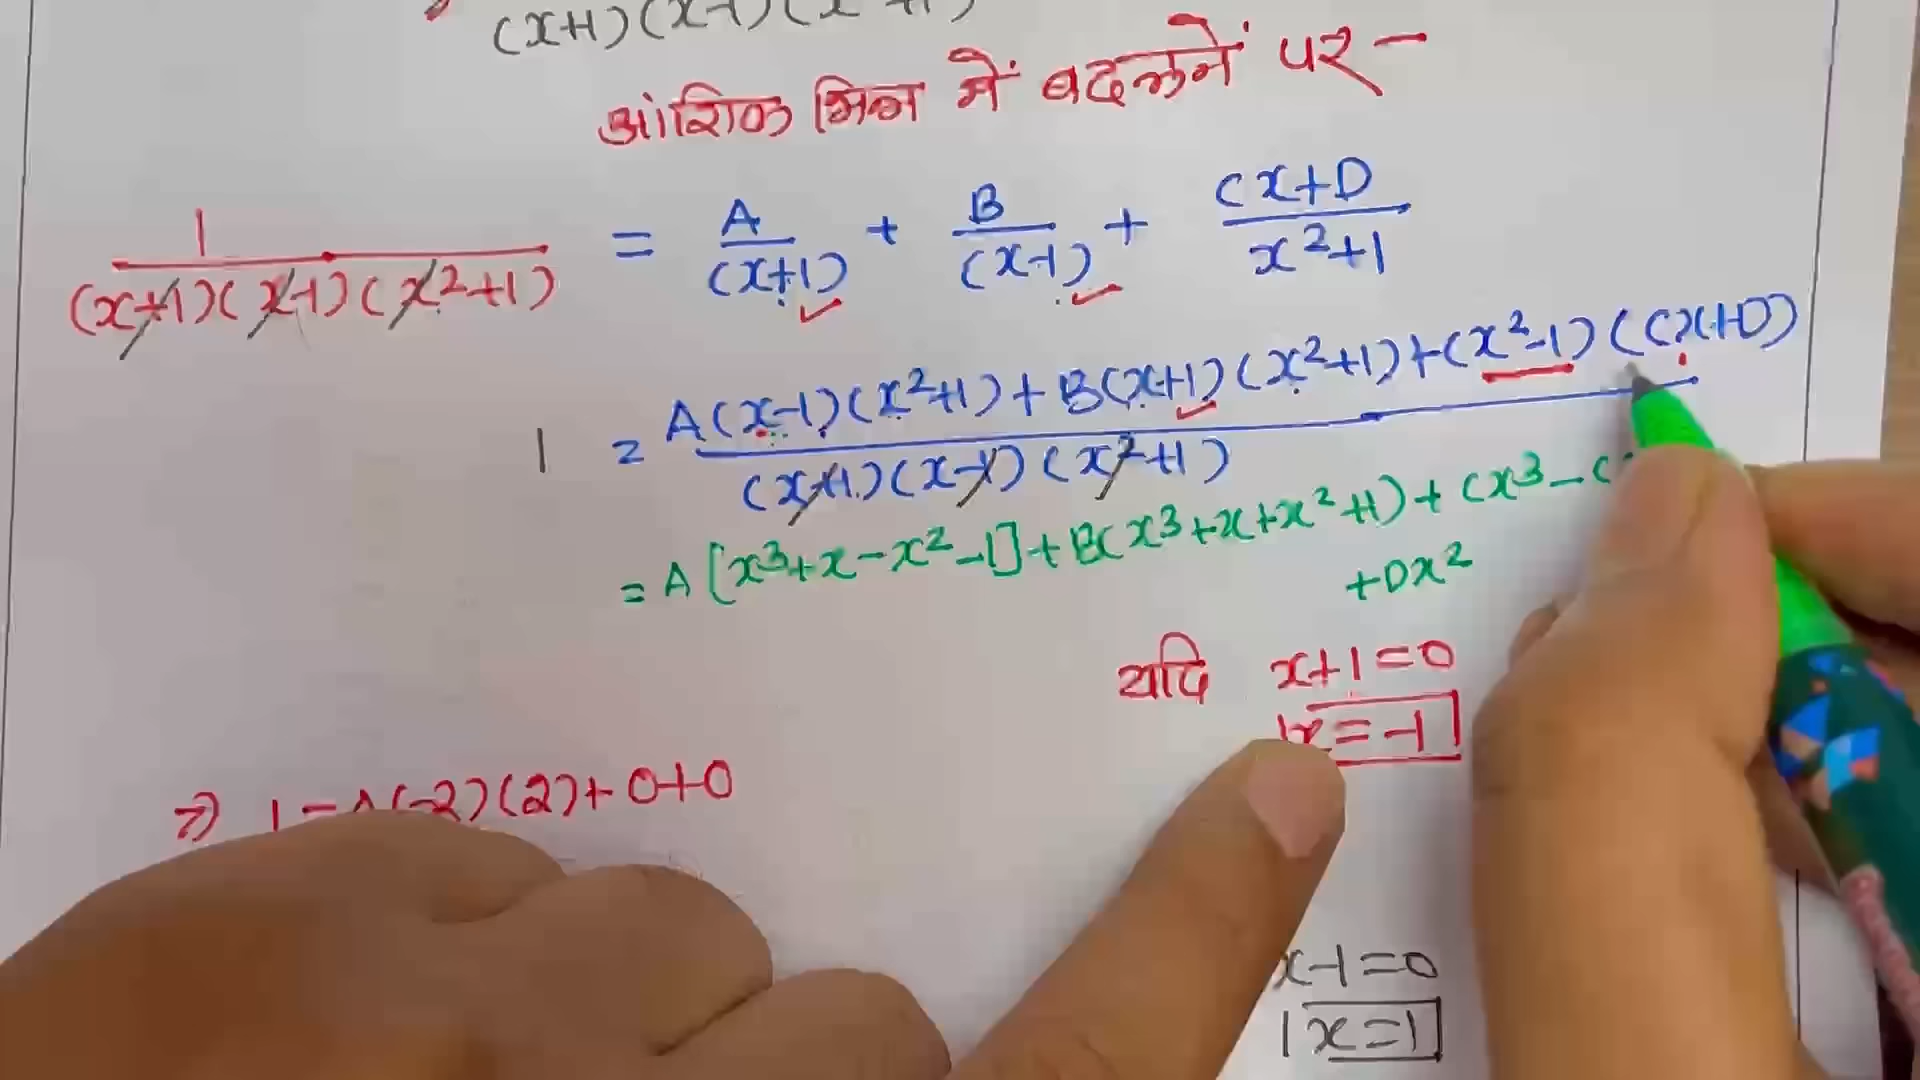 (x+1)(x-1)(x²+1)
आंशिक भिन्न में बदलनें पर-
1/(x+1)(x-1)(x²+1) = A/(x+1) + B/(x-1) + Cx+D/x²+1
1 = A(x-1)(x²+1)+B(x+1)(x²+1)+(x²-1)(Cx+D)/(x+1)(x-1)(x²+1)
= A[x³+x-x²-1]+B(x³+x+x²+1)+Cx³-C
+Dx²
यदि x+1=0
x=-1
⇒ 1=A(-2)(2)+0+0
x-1=0
x=1